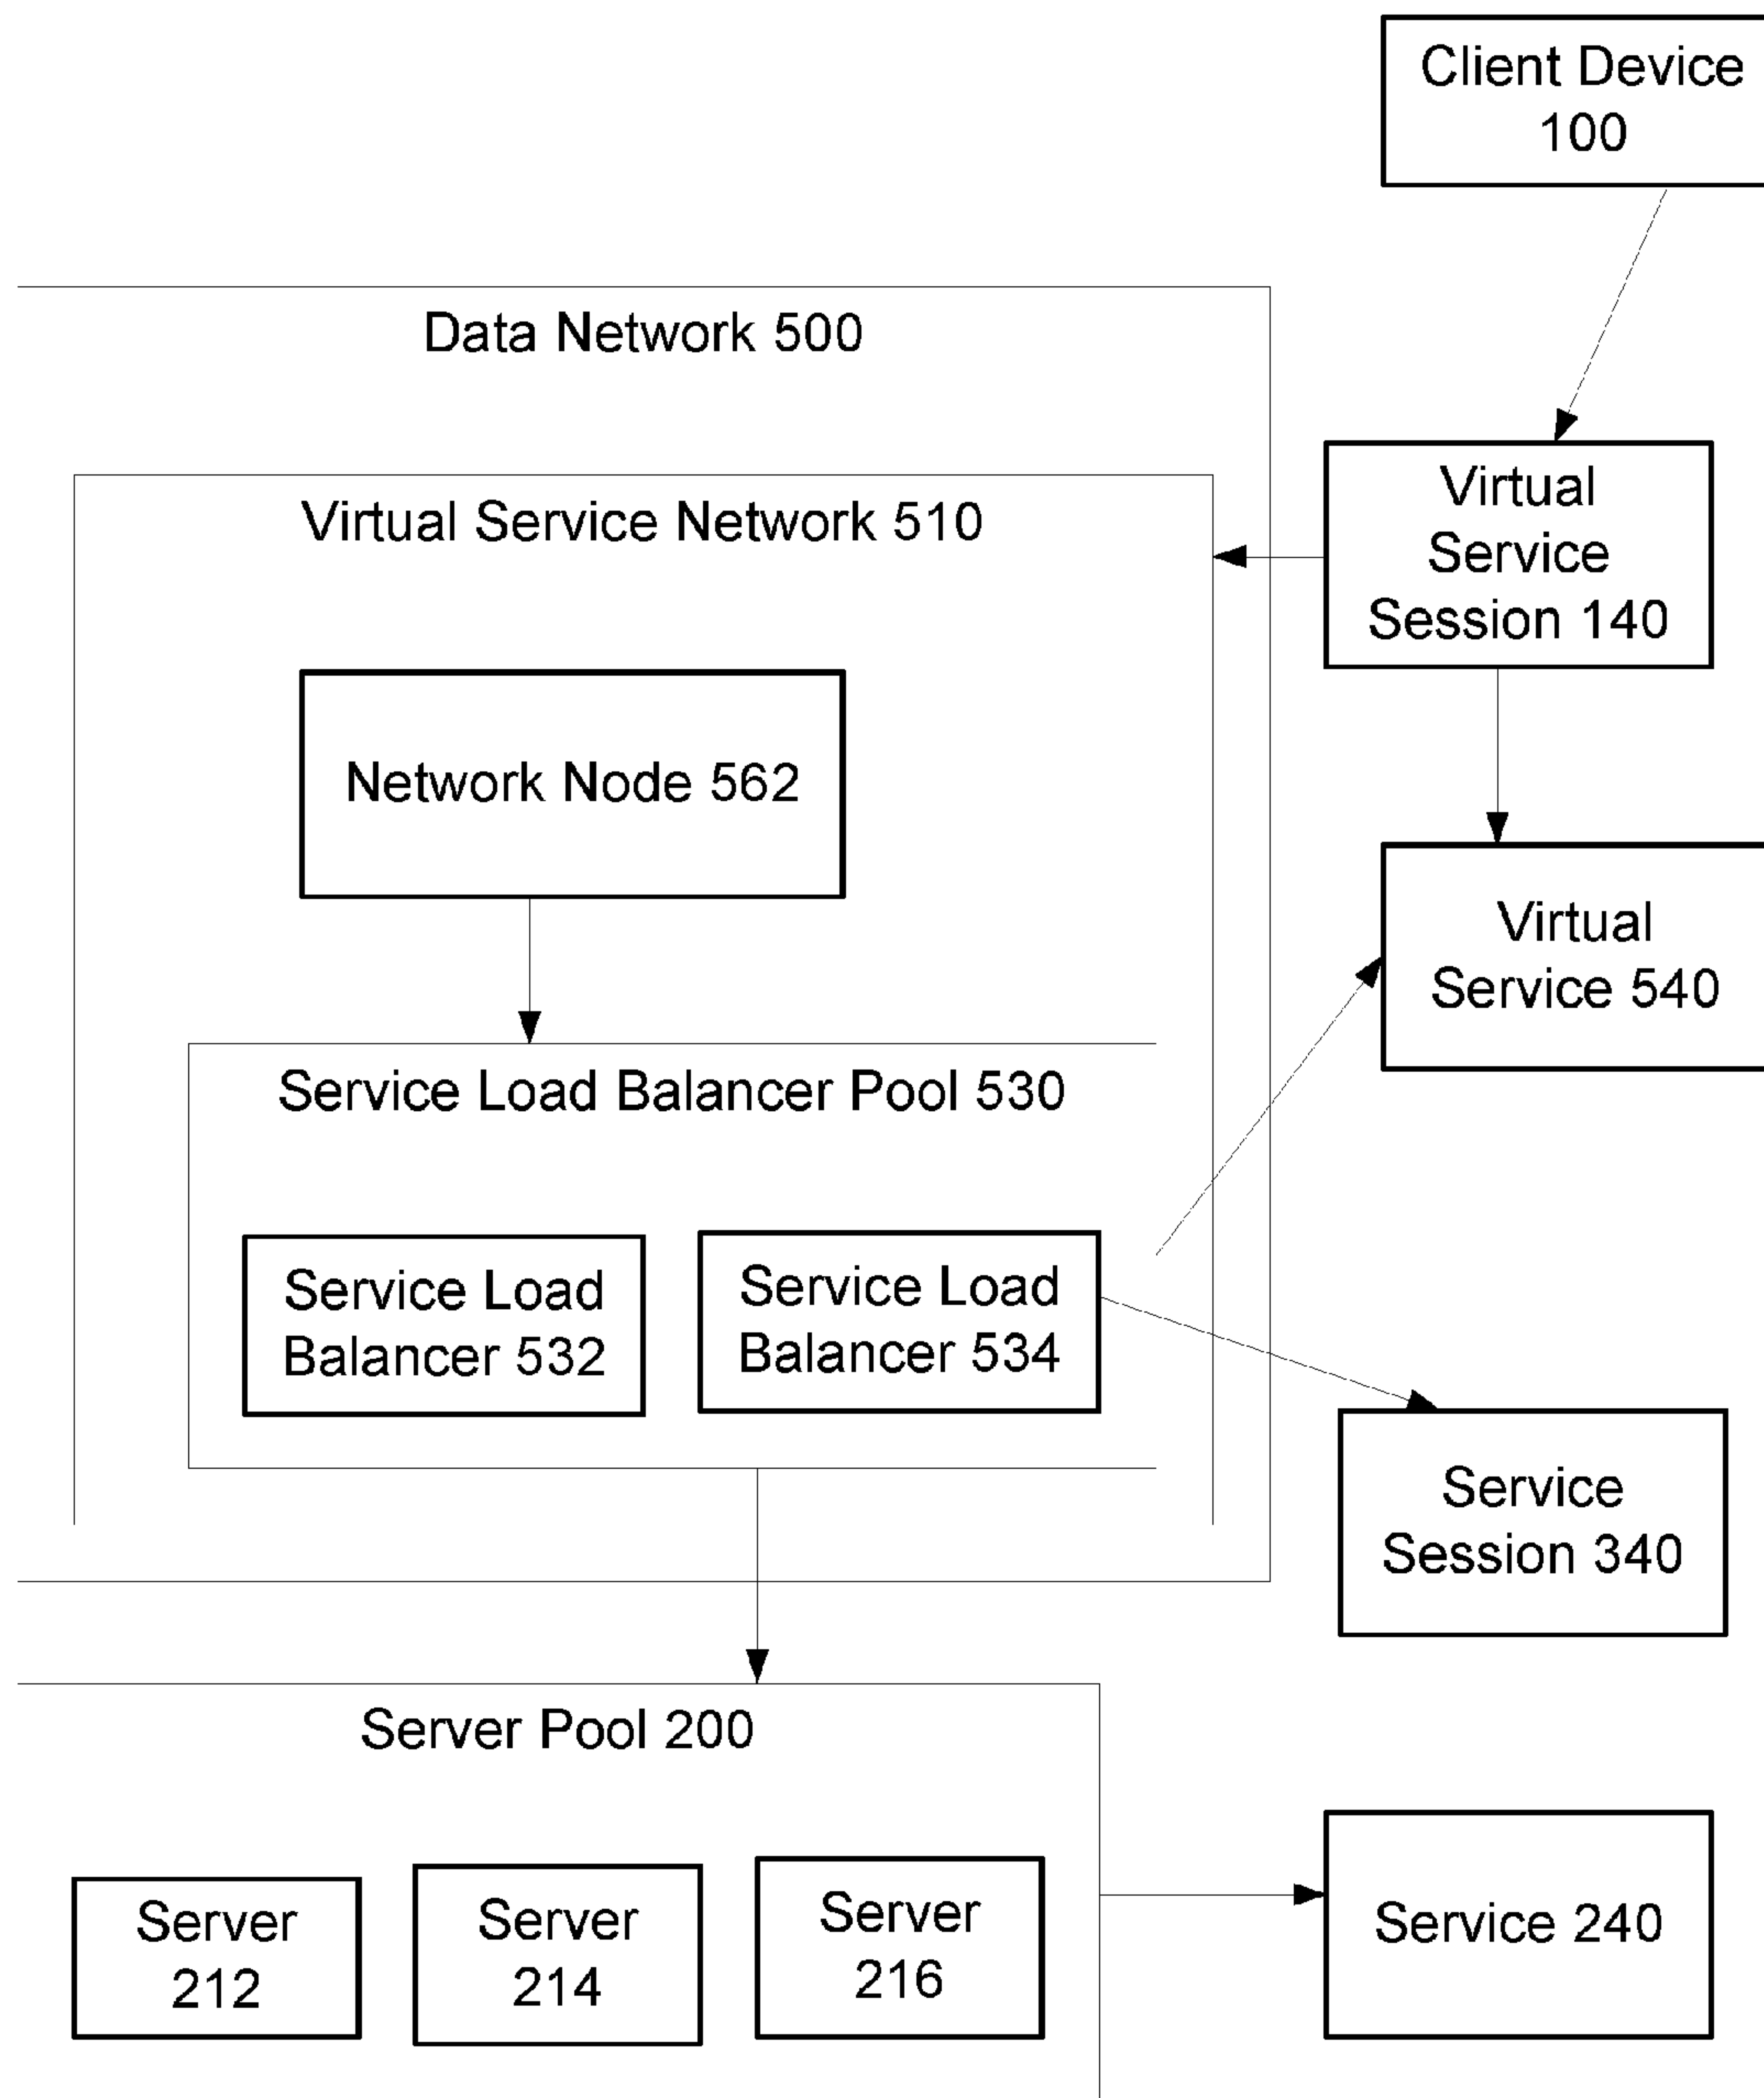 Client Device
100
Data Network 500
Virtual Service Network 510
Virtual
Service
Session 140
Network Node 562
Virtual
Service 540
Service Load Balancer Pool 530
Service Load
Balancer 532
Service Load
Balancer 534
Service
Session 340
Server Pool 200
Server
212
Server
214
Server
216
Service 240